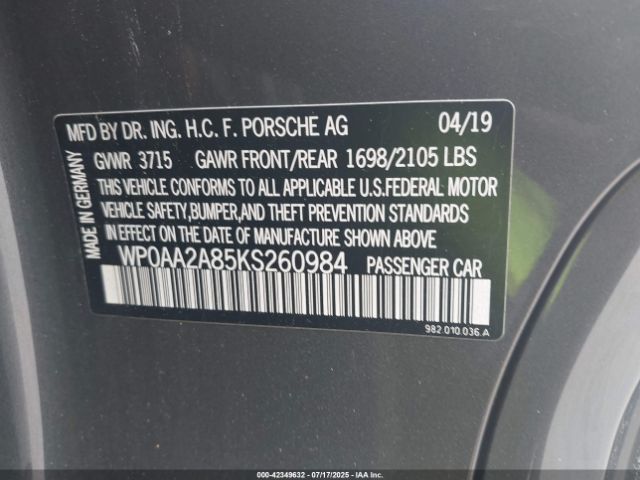 MFD BY DR. ING. H.C. F. PORSCHE AG 04/19
GVWR 3715 GAWR FRONT/REAR 1698/2105 LBS
THIS VEHICLE CONFORMS TO ALL APPLICABLE U.S.FEDERAL MOTOR
VEHICLE SAFETY,BUMPER,AND THEFT PREVENTION STANDARDS
IN EFFECT ON THE DATE OF MANUFACTURE SHOWN ABOVE.
WP0AA2A85KS260984 PASSENGER CAR
MADE IN GERMANY
982.010.036.A
000-42349632 | 07/17/2025 | IAA, Inc.